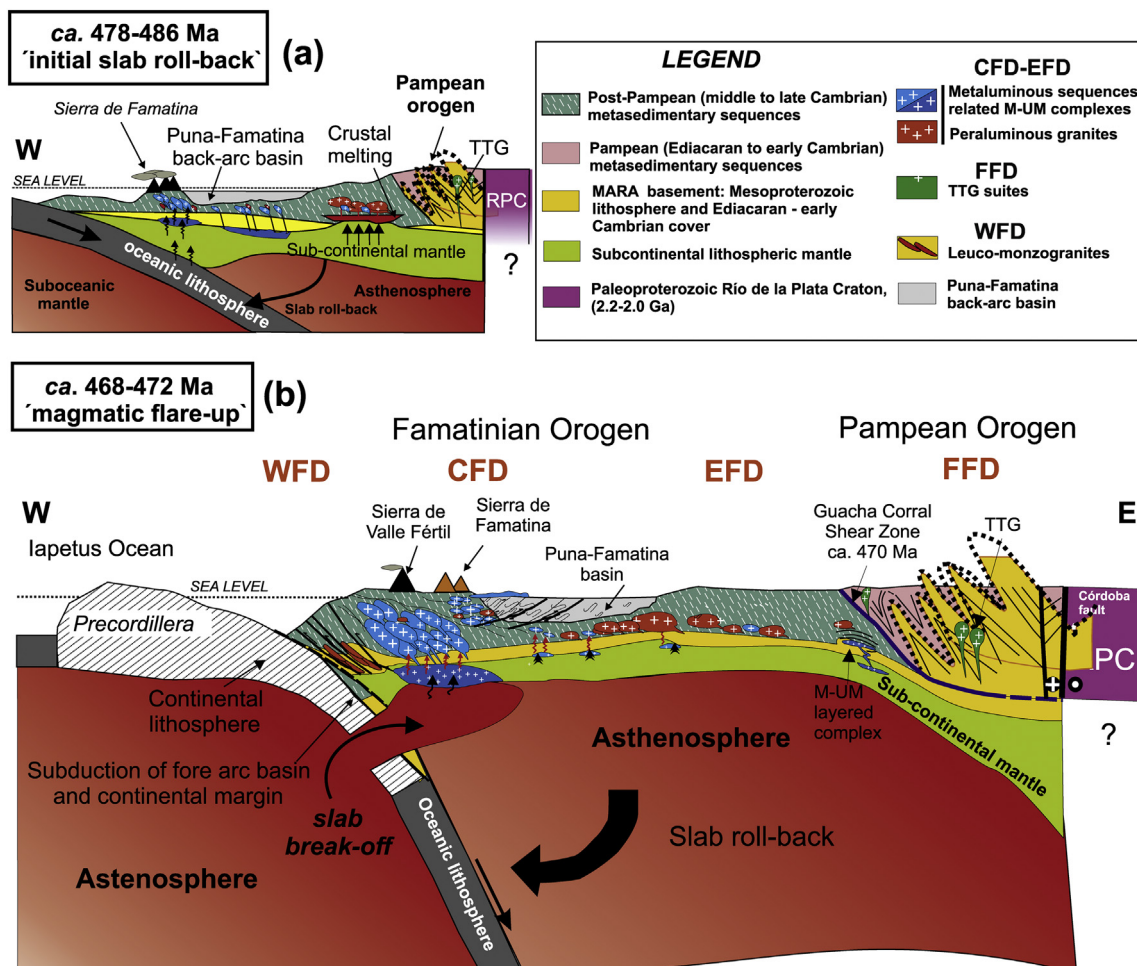 ca. 478-486 Ma
´initial slab roll-back`
(a)
Sierra de Famatina
Pampean
orogen
W
Puna-Famatina
back-arc basin
Crustal
melting
TTG
SEA LEVEL
RPC
Sub-continental mantle
?
oceanic lithosphere
Suboceanic
mantle
Asthenosphere
Slab roll-back
LEGEND
Post-Pampean (middle to late Cambrian)
metasedimentary sequences
Pampean (Ediacaran to early Cambrian)
metasedimentary sequences
MARA basement: Mesoproterozoic
lithosphere and Ediacaran - early
Cambrian cover
Subcontinental lithospheric mantle
Paleoproterozoic Río de la Plata Craton,
(2.2-2.0 Ga)
CFD-EFD
Metaluminous sequences
related M-UM complexes
Peraluminous granites
FFD
TTG suites
WFD
Leuco-monzogranites
Puna-Famatina
back-arc basin
ca. 468-472 Ma
´magmatic flare-up`
(b)
Famatinian Orogen
Pampean Orogen
WFD
CFD
EFD
FFD
W
E
Iapetus Ocean
Sierra de
Valle Fértil
Sierra de
Famatina
Puna-Famatina
basin
Guacha Corral
Shear Zone
ca. 470 Ma
TTG
SEA LEVEL
Precordillera
Córdoba
fault
PC
Continental
lithosphere
M-UM
layered
complex
Sub-continental mantle
?
Asthenosphere
Subduction of fore arc basin
and continental margin
slab
break-off
Oceanic lithosphere
Slab roll-back
Astenosphere